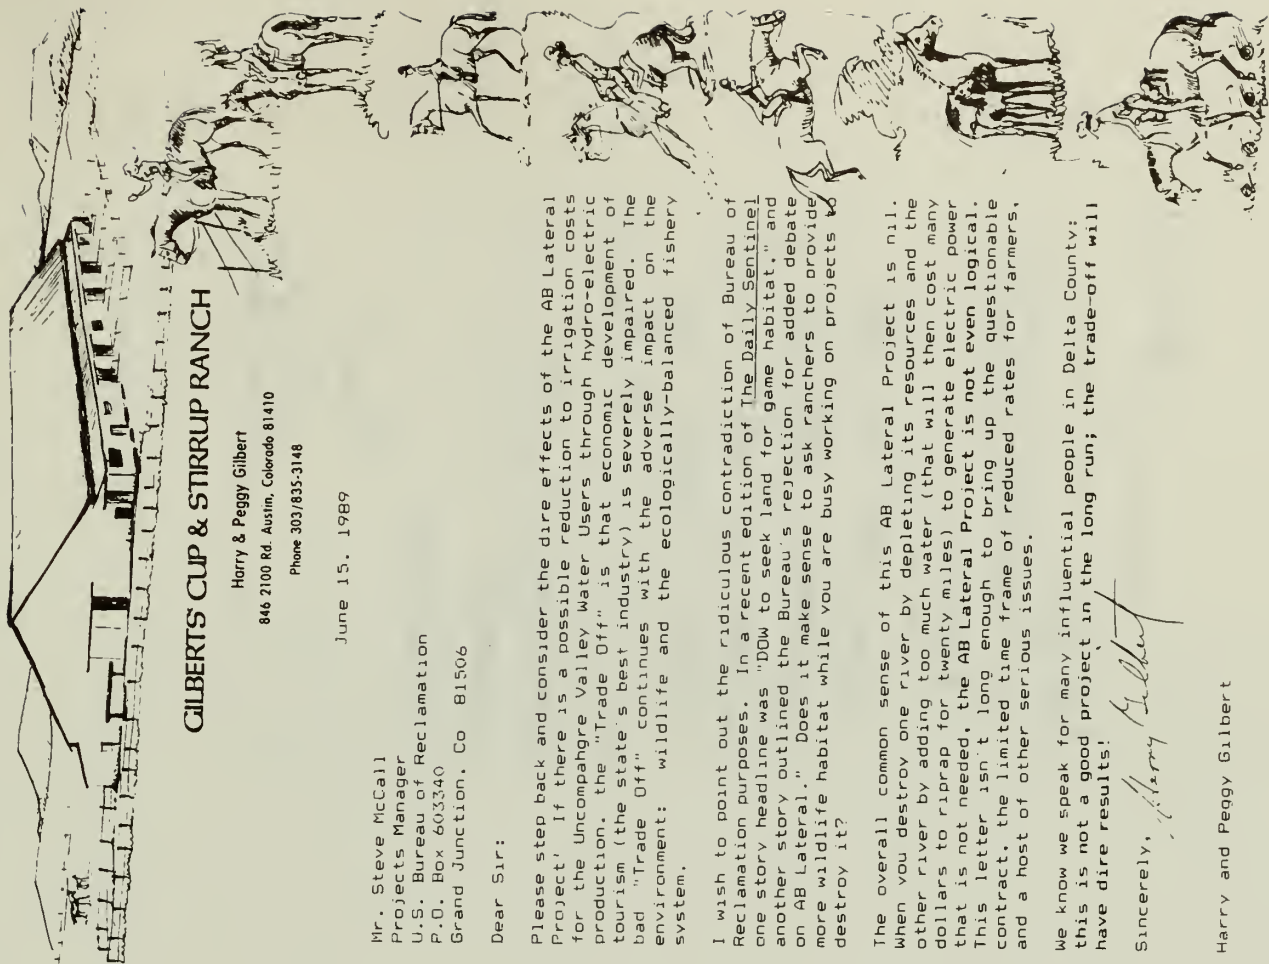 GILBERTS CUP & STIRRUP RANCH
Harry & Peggy Gilbert
846 2100 Rd. Austin, Colorado 81410
Phone 303/835-3148
June 15. 1989
Mr. Steve McCall
Projects Manager
U.S. Bureau of Reclamation
P.O. Box 603340
Grand Junction, Co 81506
Dear Sir:
Please step back and consider the dire effects of the AB Lateral
Project' If there is a possible reduction to irrigation costs
for the Uncompahgre Valley Water Users through hydro-electric
production, the "Trade Off" is that economic development of
tourism (the state's best industry) is severely impaired. The
bad "Trade Off" continues with the adverse impact on the
environment: wildlife and the ecologically-balanced fishery
system.
I wish to point out the ridiculous contradiction of Bureau of
Reclamation purposes. In a recent edition of The Daily Sentinel
one story headline was "DOW to seek land for game habitat," and
another story outlined the Bureau's rejection for added debate
on AB Lateral." Does it make sense to ask ranchers to provide
more wildlife habitat while you are busy working on projects to
destroy it?
The overall common sense of this AB Lateral Project is nil.
When you destroy one river by depleting its resources and the
other river by adding too much water (that will then cost many
dollars to riprap for twenty miles) to generate electric power
that is not needed, the AB Lateral Project is not even logical.
This letter isn't long enough to bring up the questionable
contract, the limited time frame of reduced rates for farmers,
and a host of other serious issues.
We know we speak for many influential people in Delta County:
this is not a good project in the long run; the trade-off will
have dire results!
Sincerely,
Harry Gilbert
Harry and Peggy Gilbert